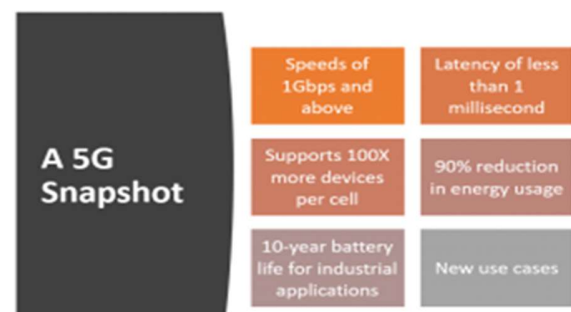 A 5G
Snapshot
Speeds of
1Gbps and
above
Latency of less
than 1
millisecond
Supports 100X
more devices
per cell
90% reduction
in energy usage
10-year battery
life for industrial
applications
New use cases